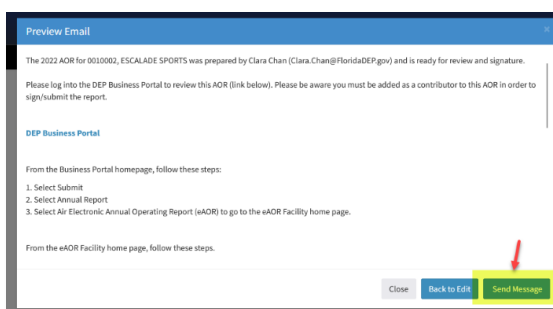 Preview Email
×
The 2022 AOR for 0010002, ESCALADE SPORTS was prepared by Clara Chan (Clara.Chan@FloridaDEP.gov) and is ready for review and signature.
Please log into the DEP Business Portal to review this AOR (link below). Please be aware you must be added as a contributor to this AOR in order to
sign/submit the report.
DEP Business Portal
From the Business Portal homepage, follow these steps:
1. Select Submit
2. Select Annual Report
3. Select Air Electronic Annual Operating Report (eAOR) to go to the eAOR Facility home page.
From the eAOR Facility home page, follow these steps.
Close Back to Edit Send Message